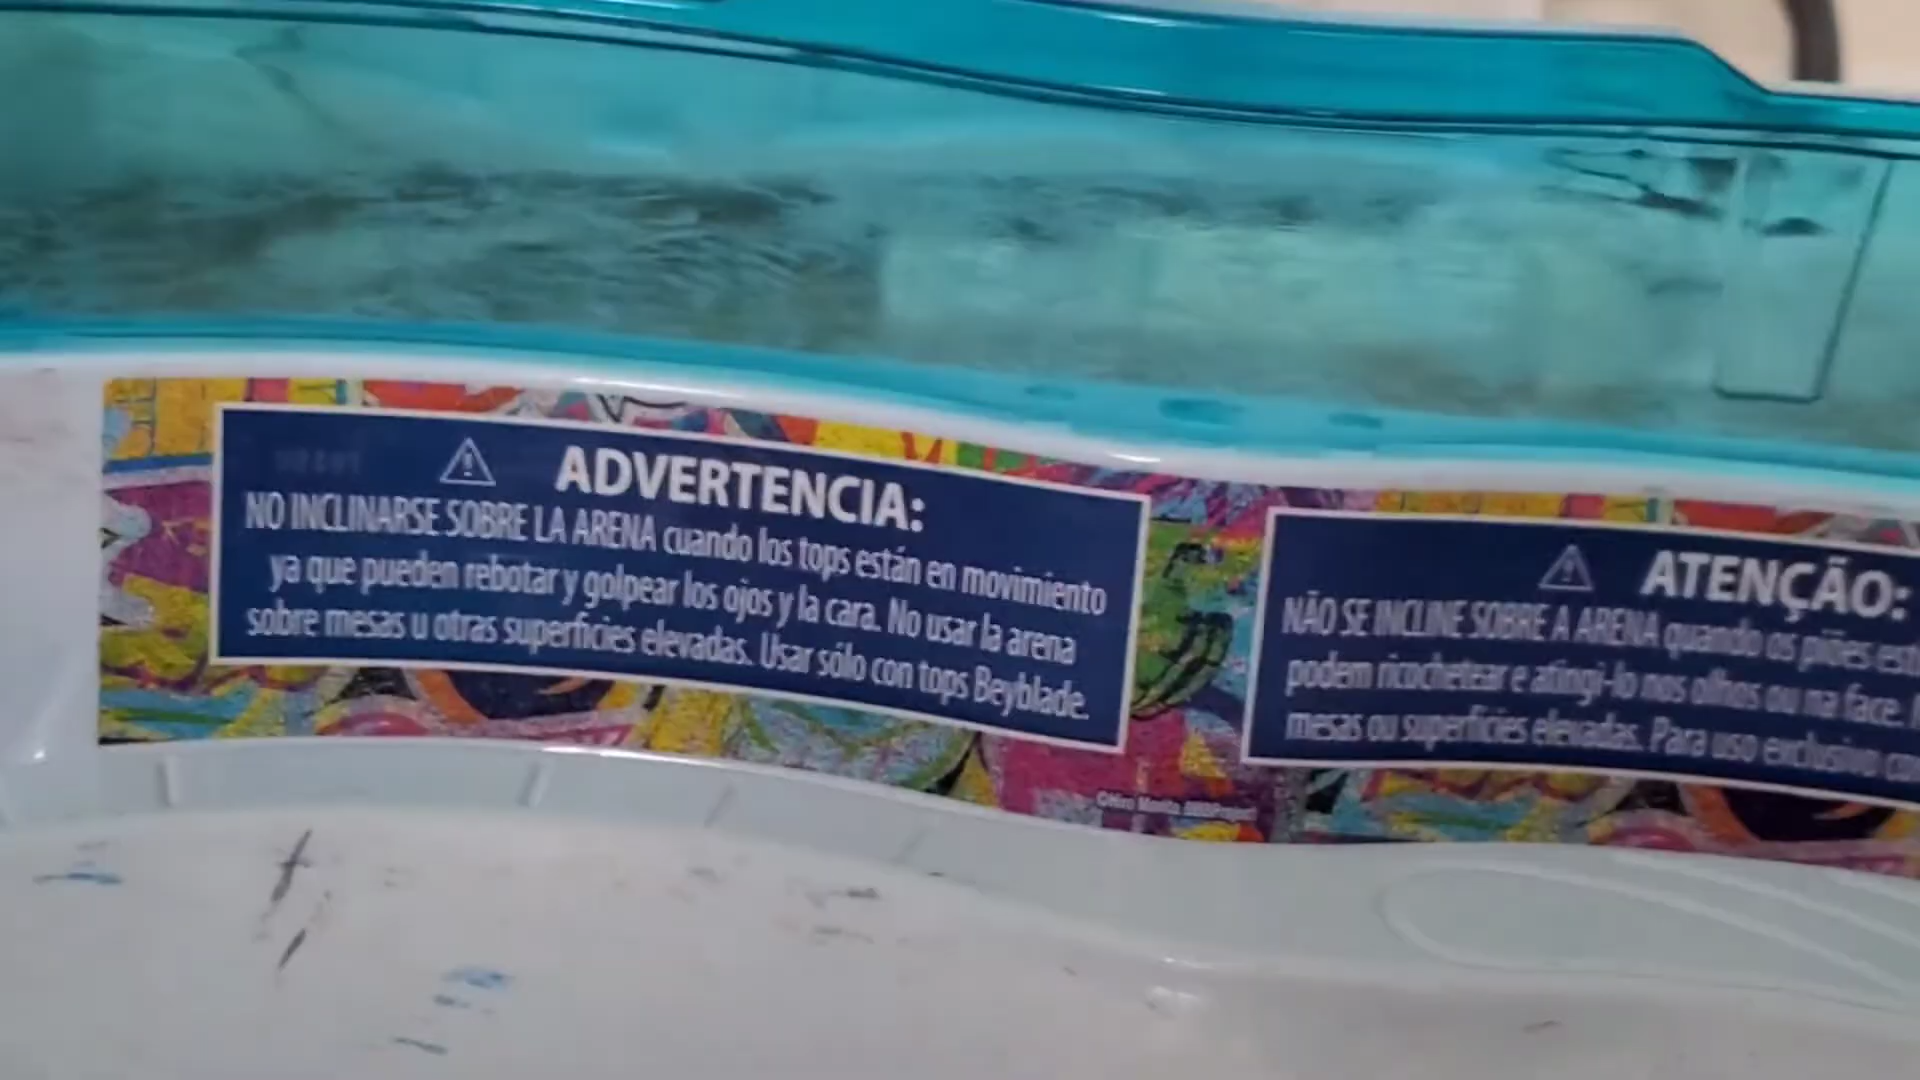 ADVERTENCIA:
NO INCLINARSE SOBRE LA ARENA cuando los tops están en movimiento
ya que pueden rebotar y golpear los ojos y la cara. No usar la arena
sobre mesas u otras superficies elevadas. Usar sólo con tops Beyblade.
ATENÇÃO:
NÃO SE INCLINE SOBRE A ARENA quando os piões
podem ricochetear e atingi-lo nos olhos ou na face.
mesas ou superfícies elevadas. Para uso exclusivo
©Hiro Morita